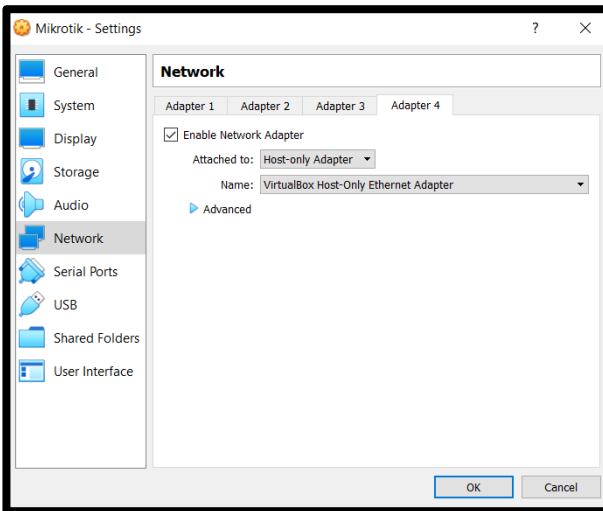 Mikrotik - Settings
?
General
System
Display
Storage
Audio
Network
Serial Ports
USB
Shared Folders
User Interface
Network
Adapter 1
Adapter 2
Adapter 3
Adapter 4
Enable Network Adapter
Attached to: Host-only Adapter
Name: VirtualBox Host-Only Ethernet Adapter
Advanced
OK
Cancel